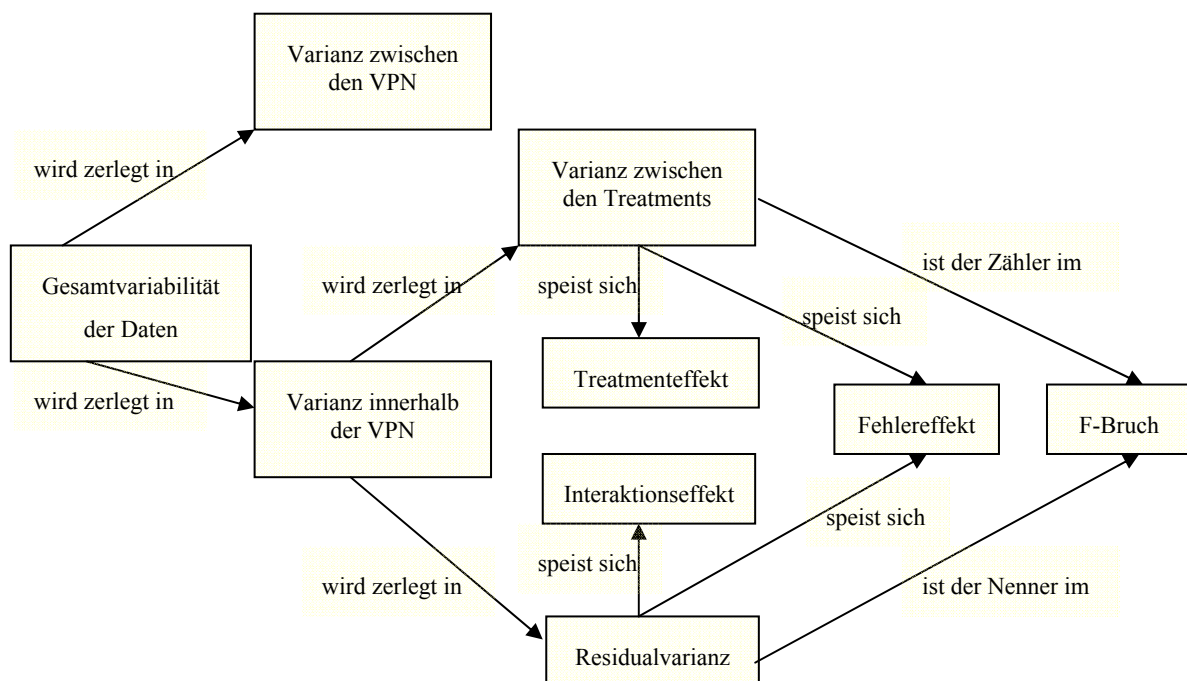 Varianz zwischen
den VPN
wird zerlegt in
Varianz zwischen
den Treatments
Gesamtvariabilität
der Daten
wird zerlegt in
speist sich
ist der Zähler im
speist sich
wird zerlegt in
Varianz innerhalb
der VPN
Treatmenteffekt
Fehlereffekt
F-Bruch
Interaktionseffekt
wird zerlegt in
speist sich
speist sich
ist der Nenner im
Residualvarianz